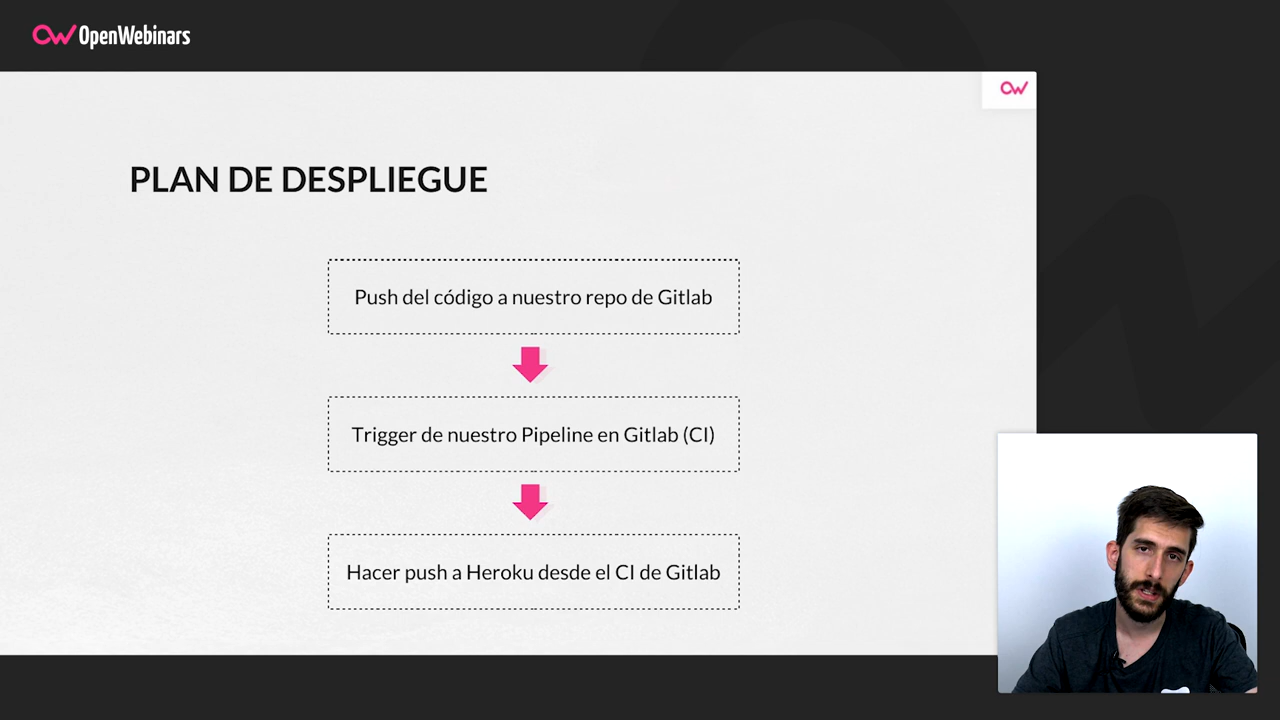 OpenWebinars
PLAN DE DESPLIEGUE
Push del código a nuestro repo de Gitlab
Trigger de nuestro Pipeline en Gitlab (CI)
Hacer push a Heroku desde el CI de Gitlab